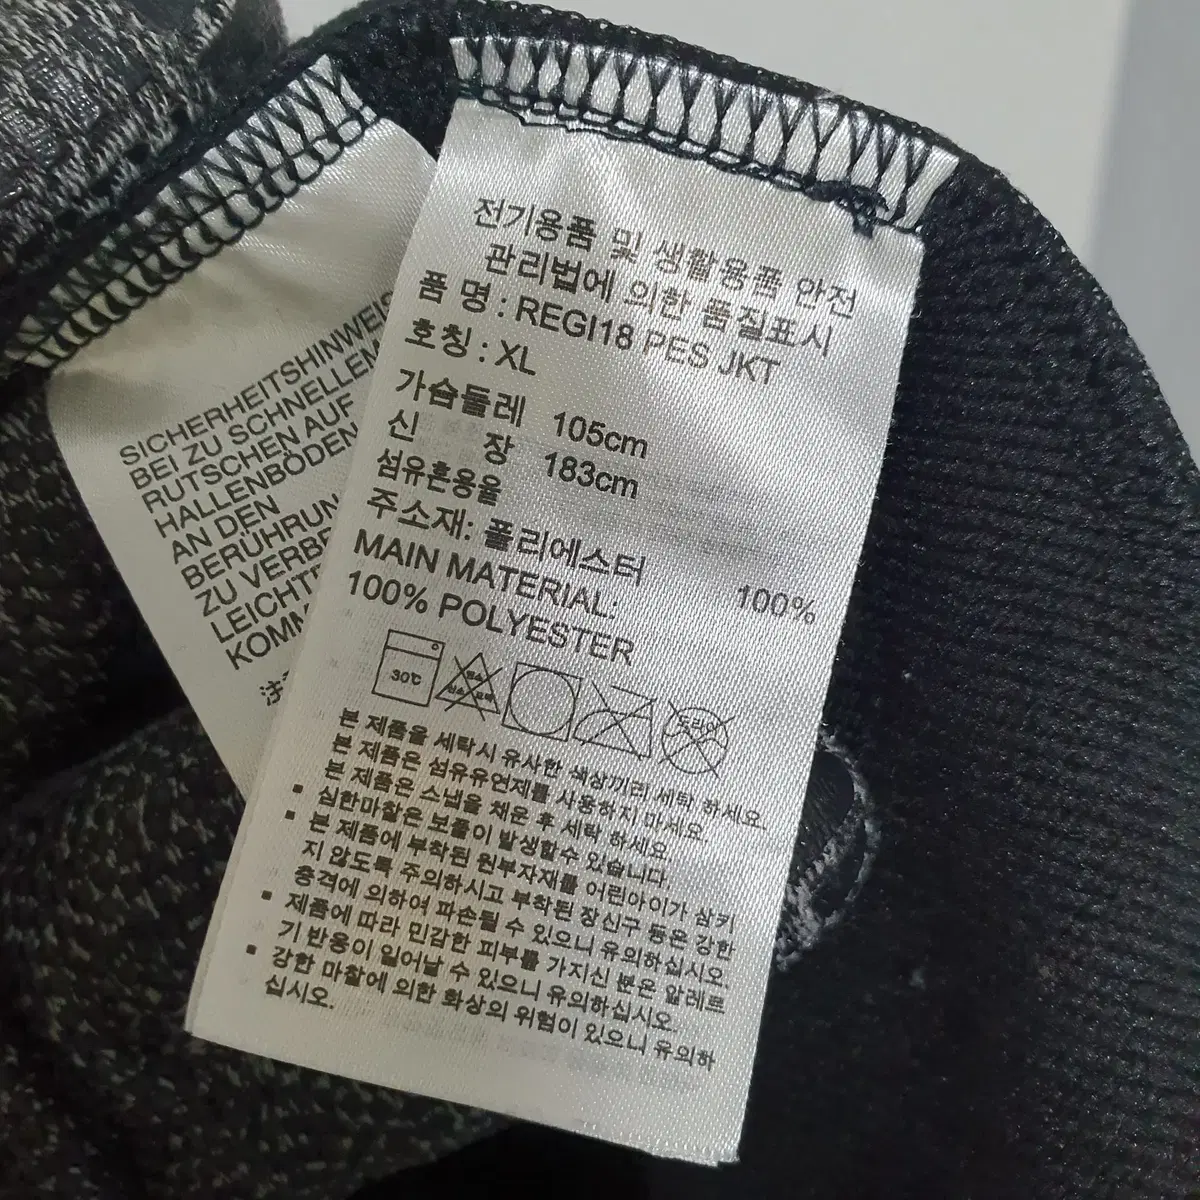 SICHERHEITSHINWEIS
BEI ZU SCHNELLEM
RUTSCHEN AUF
HALLENBÖDEN
AN DEN
BERÜHRUN
ZU VERBE
LEICHT
KOMM
注
전기용품 및 생활용품 안전
관리법에 의한 품질표시
품 명 : REGI18 PES JKT
호칭 : XL
가슴둘레 105cm
신 장 183cm
섬유혼용율
주소재: 폴리에스터 100%
MAIN MATERIAL:
100% POLYESTER
30℃ 드라이
본 제품을 세탁시 유사한 색상끼리 세탁 하세요.
본 제품은 섬유유연제를 사용하지 마세요.
본 제품은 스냅을 채운 후 세탁 하세요.
▪ 심한마찰은 보풀이 발생할수 있습니다.
▪ 본 제품에 부착된 원부자재를 어린아이가 삼키
지 않도록 주의하시고 부착된 장신구 등은 강한
충격에 의하여 파손될 수 있으니 유의하십시오.
▪ 제품에 따라 민감한 피부를 가지신 분은 알레르
기 반응이 일어날 수 있으니 유의하십시오.
▪ 강한 마찰에 의한 화상의 위험이 있으니 유의하
십시오.